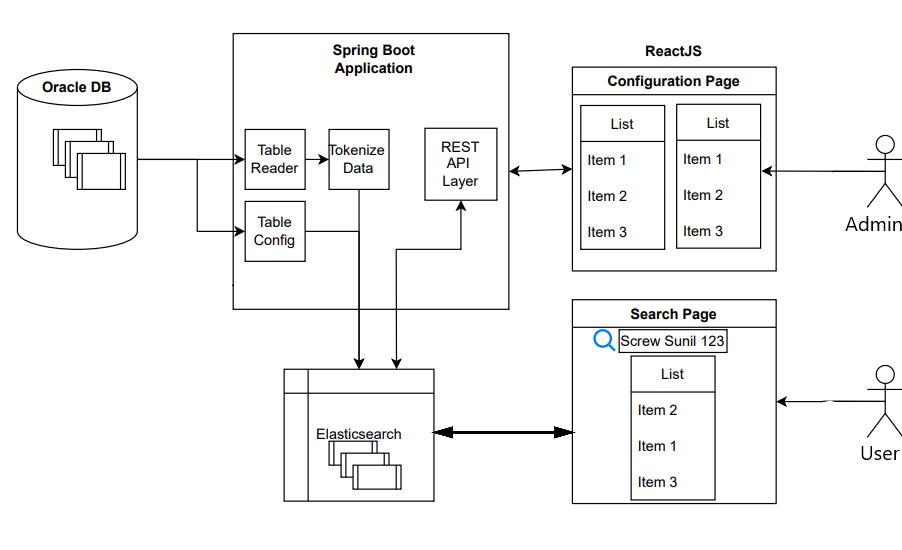 Spring Boot
Application
ReactJS
Oracle DB
Configuration Page
List
Item 1
Item 2
Item 3
List
Item 1
Item 2
Item 3
Table
Reader
Tokenize
Data
REST
API
Layer
Table
Config
Admin
Search Page
Screw Sunil 123
List
Item 2
Item 1
Item 3
Elasticsearch
User